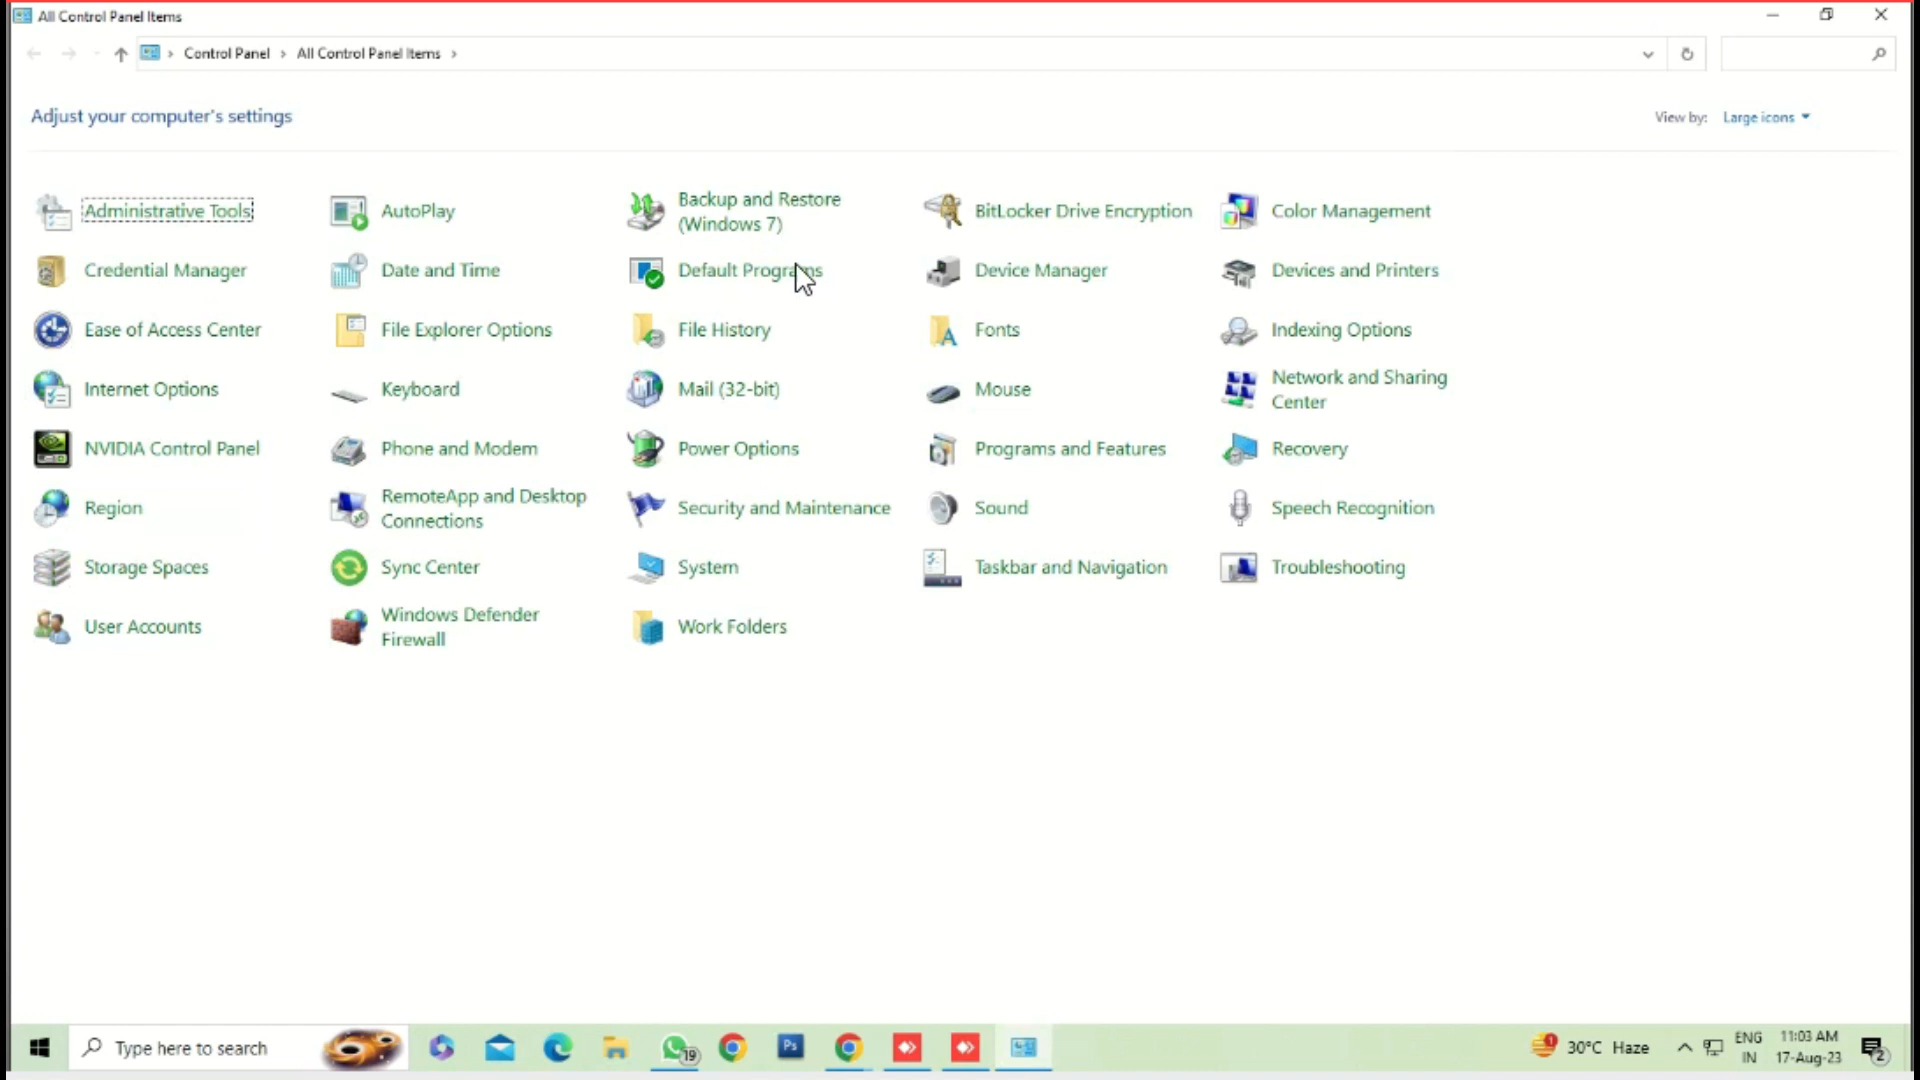 All Control Panel Items
Control Panel
All Control Panel Items
Adjust your computer's settings
View by: Large icons
Administrative Tools
AutoPlay
Backup and Restore
(Windows 7)
BitLocker Drive Encryption
Color Management
Credential Manager
Date and Time
Default Programs
Device Manager
Devices and Printers
Ease of Access Center
File Explorer Options
File History
Fonts
Indexing Options
Internet Options
Keyboard
Mail (32-bit)
Mouse
Network and Sharing
Center
NVIDIA Control Panel
Phone and Modem
Power Options
Programs and Features
Recovery
Region
RemoteApp and Desktop
Connections
Security and Maintenance
Sound
Speech Recognition
Storage Spaces
Sync Center
System
Taskbar and Navigation
Troubleshooting
User Accounts
Windows Defender
Firewall
Work Folders
Type here to search
19
Ps
1
30°C Haze
ENG
IN
11:03 AM
17-Aug-23
2